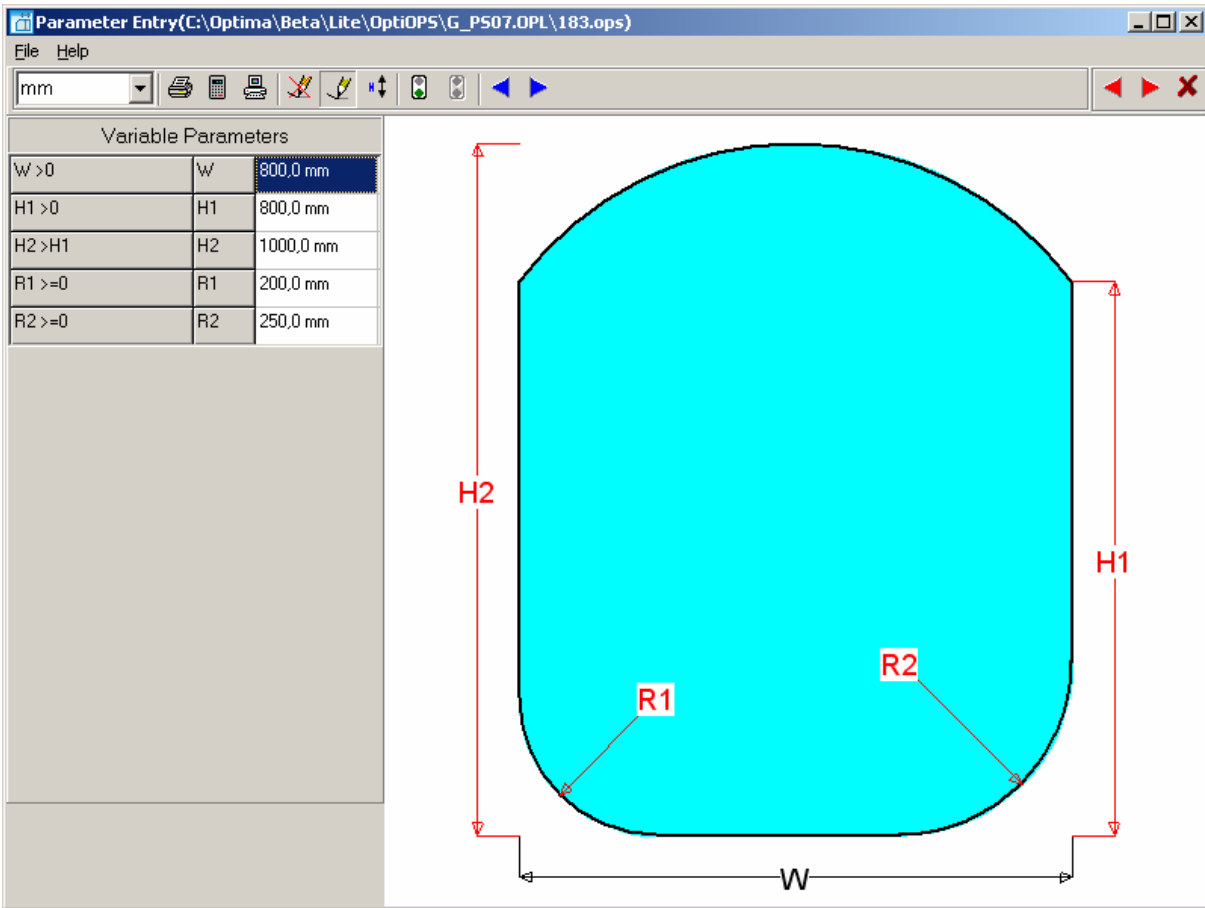 Parameter Entry(C:\Optima\Beta\Lite\OptiOPS\G_PS07.OPL\183.ops)
File Help
mm
Variable Parameters
W >0 W 800,0 mm
H1 >0 H1 800,0 mm
H2 >H1 H2 1000,0 mm
R1 >=0 R1 200,0 mm
R2 >=0 R2 250,0 mm
H2
H1
R2
R1
W